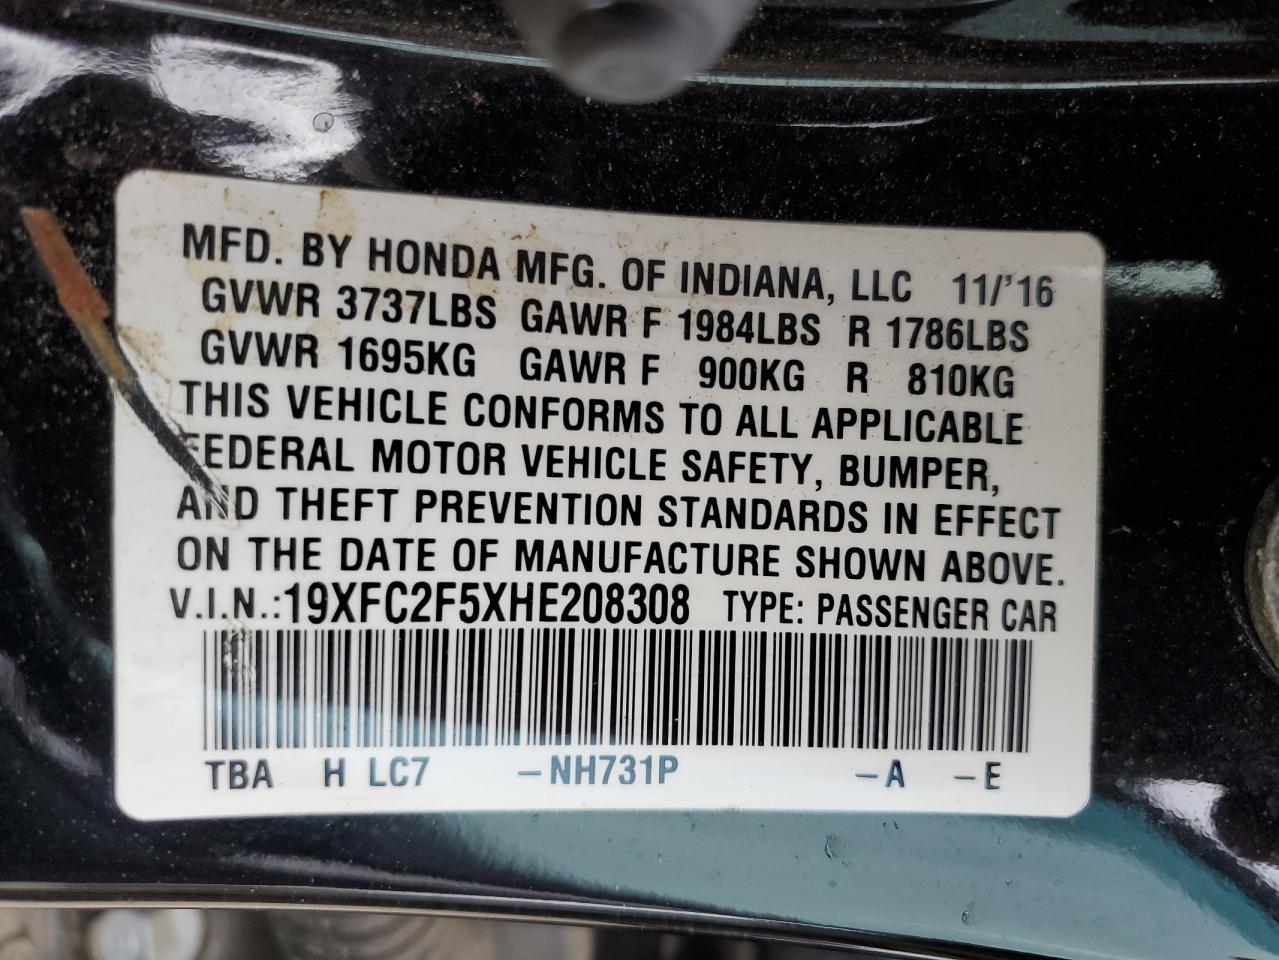 MFD. BY HONDA MFG. OF INDIANA, LLC 11/'16
GVWR 3737LBS GAWR F 1984LBS R 1786LBS
GVWR 1695KG GAWR F 900KG R 810KG
THIS VEHICLE CONFORMS TO ALL APPLICABLE
FEDERAL MOTOR VEHICLE SAFETY, BUMPER,
AND THEFT PREVENTION STANDARDS IN EFFECT
ON THE DATE OF MANUFACTURE SHOWN ABOVE.
V.I.N.:19XFC2F5XHE208308 TYPE: PASSENGER CAR
TBA H LC7 –NH731P –A –E